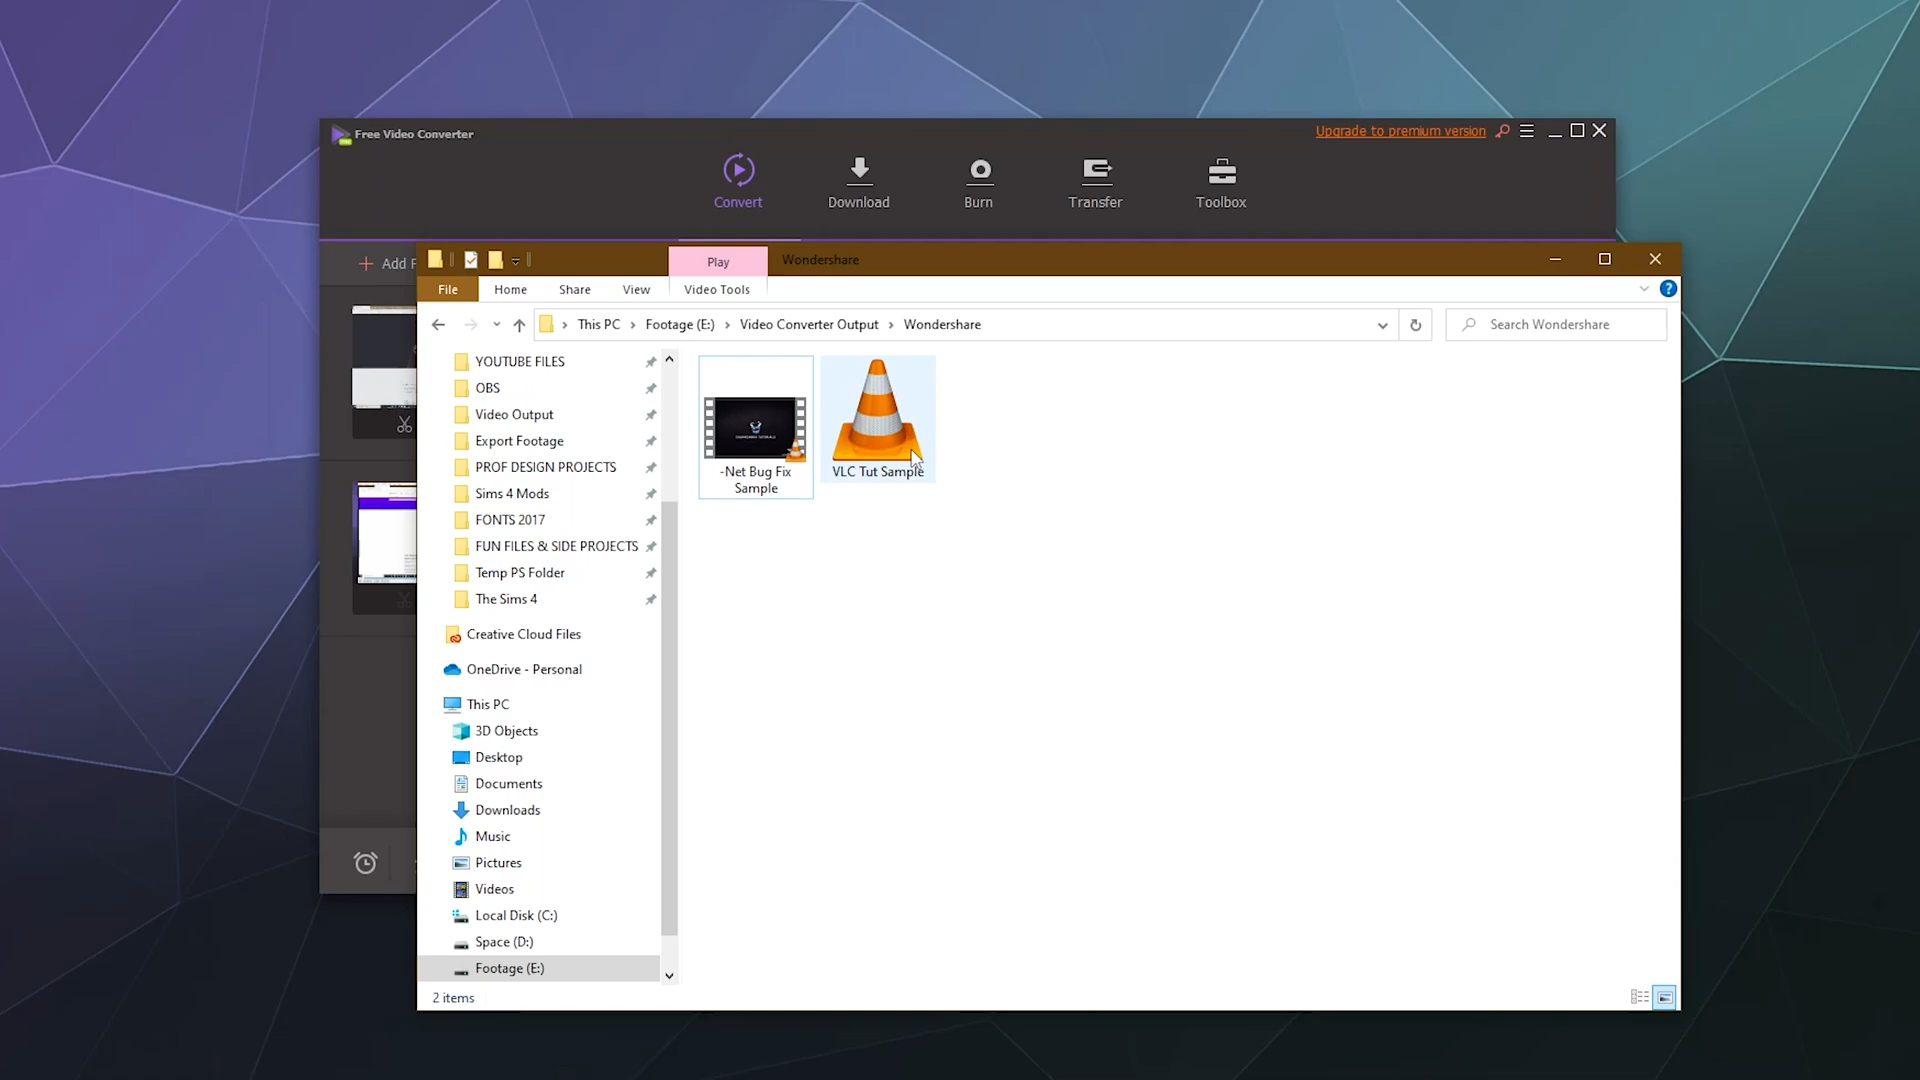 Free Video Converter
Upgrade to premium version
Convert
Download
Burn
Transfer
Toolbox
Add F
Play
Wondershare
File
Home
Share
View
Video Tools
This PC
Footage (E:)
Video Converter Output
Wondershare
Search Wondershare
YOUTUBE FILES
OBS
Video Output
Export Footage
PROF DESIGN PROJECTS
Sims 4 Mods
FONTS 2017
FUN FILES & SIDE PROJECTS
Temp PS Folder
The Sims 4
Creative Cloud Files
OneDrive - Personal
This PC
3D Objects
Desktop
Documents
Downloads
Music
Pictures
Videos
Local Disk (C:)
Space (D:)
Footage (E:)
-Net Bug Fix
Sample
VLC Tut Sample
2 items